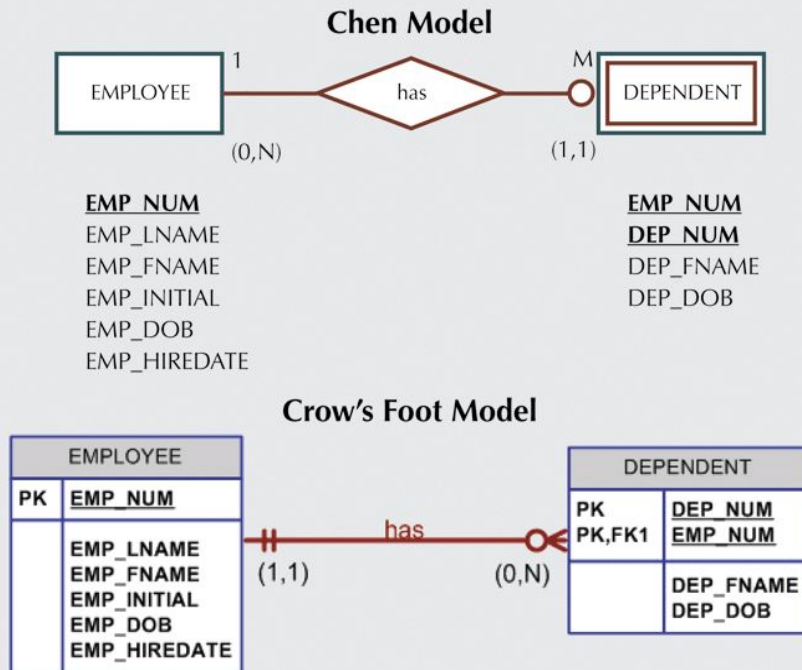 Chen Model
1
M
EMPLOYEE
has
DEPENDENT
(0,N)
(1,1)
EMP_NUM
EMP_LNAME
EMP_FNAME
EMP_INITIAL
EMP_DOB
EMP_HIREDATE
EMP_NUM
DEP_NUM
DEP_FNAME
DEP_DOB
Crow's Foot Model
EMPLOYEE
PK EMP_NUM
EMP_LNAME
EMP_FNAME
EMP_INITIAL
EMP_DOB
EMP_HIREDATE
has
(1,1)
(0,N)
DEPENDENT
PK DEP_NUM
PK,FK1 EMP_NUM
DEP_FNAME
DEP_DOB